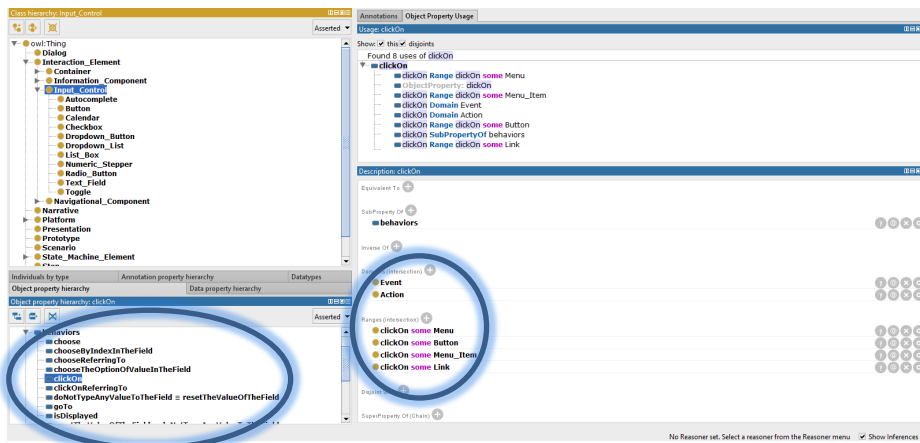 Class hierarchy: Input_Control
Asserted
owl:Thing
Dialog
Interaction_Element
Container
Information_Component
Input_Control
Autocomplete
Button
Calendar
Checkbox
Dropdown_Button
Dropdown_List
List_Box
Numeric_Stepper
Radio_Button
Text_Field
Toggle
Navigational_Component
Narrative
Platform
Presentation
Prototype
Scenario
State_Machine_Element
Individuals by type Annotation property hierarchy Datatypes
Object property hierarchy Data property hierarchy
Object property hierarchy: clickOn
Asserted
behaviors
choose
chooseByIndexInTheField
chooseReferringTo
chooseTheOptionOfValueInTheField
clickOn
clickOnReferringTo
doNotTypeAnyValueToTheField ≡ resetTheValueOfTheField
goTo
isDisplayed
Annotations Object Property Usage
Usage: clickOn
Show: this disjoints
Found 8 uses of clickOn
clickOn
clickOn Range clickOn some Menu
ObjectProperty: clickOn
clickOn Range clickOn some Menu_Item
clickOn Domain Event
clickOn Domain Action
clickOn Range clickOn some Button
clickOn SubPropertyOf behaviors
clickOn Range clickOn some Link
Description: clickOn
Equivalent To
SubProperty Of
behaviors
Inverse Of
(intersection)
Event
Action
Ranges (intersection)
clickOn some Menu
clickOn some Button
clickOn some Menu_Item
clickOn some Link
SuperProperty Of (Chain)
No Reasoner set. Select a reasoner from the Reasoner menu Show Inferences